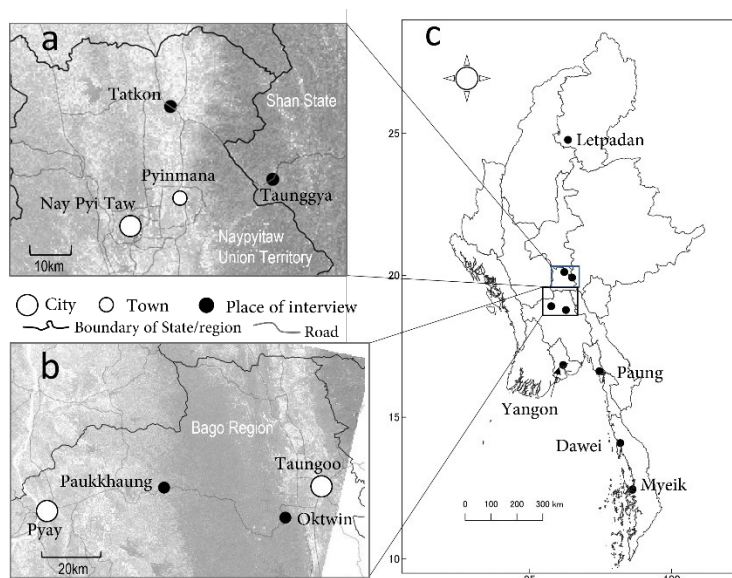 a
Tatkon
Shan State
Pyinmana
Taunggya
Nay Pyi Taw
Naypyitaw
Union Territory
10km
City
Town
Place of interview
Boundary of State/region
Road
b
Bago Region
Taungoo
Paukkhaung
Oktwin
Pyay
20km
c
25
Letpadan
20
Paung
Yangon
15
Dawei
Myeik
0 100 200 300 km
10
95
100